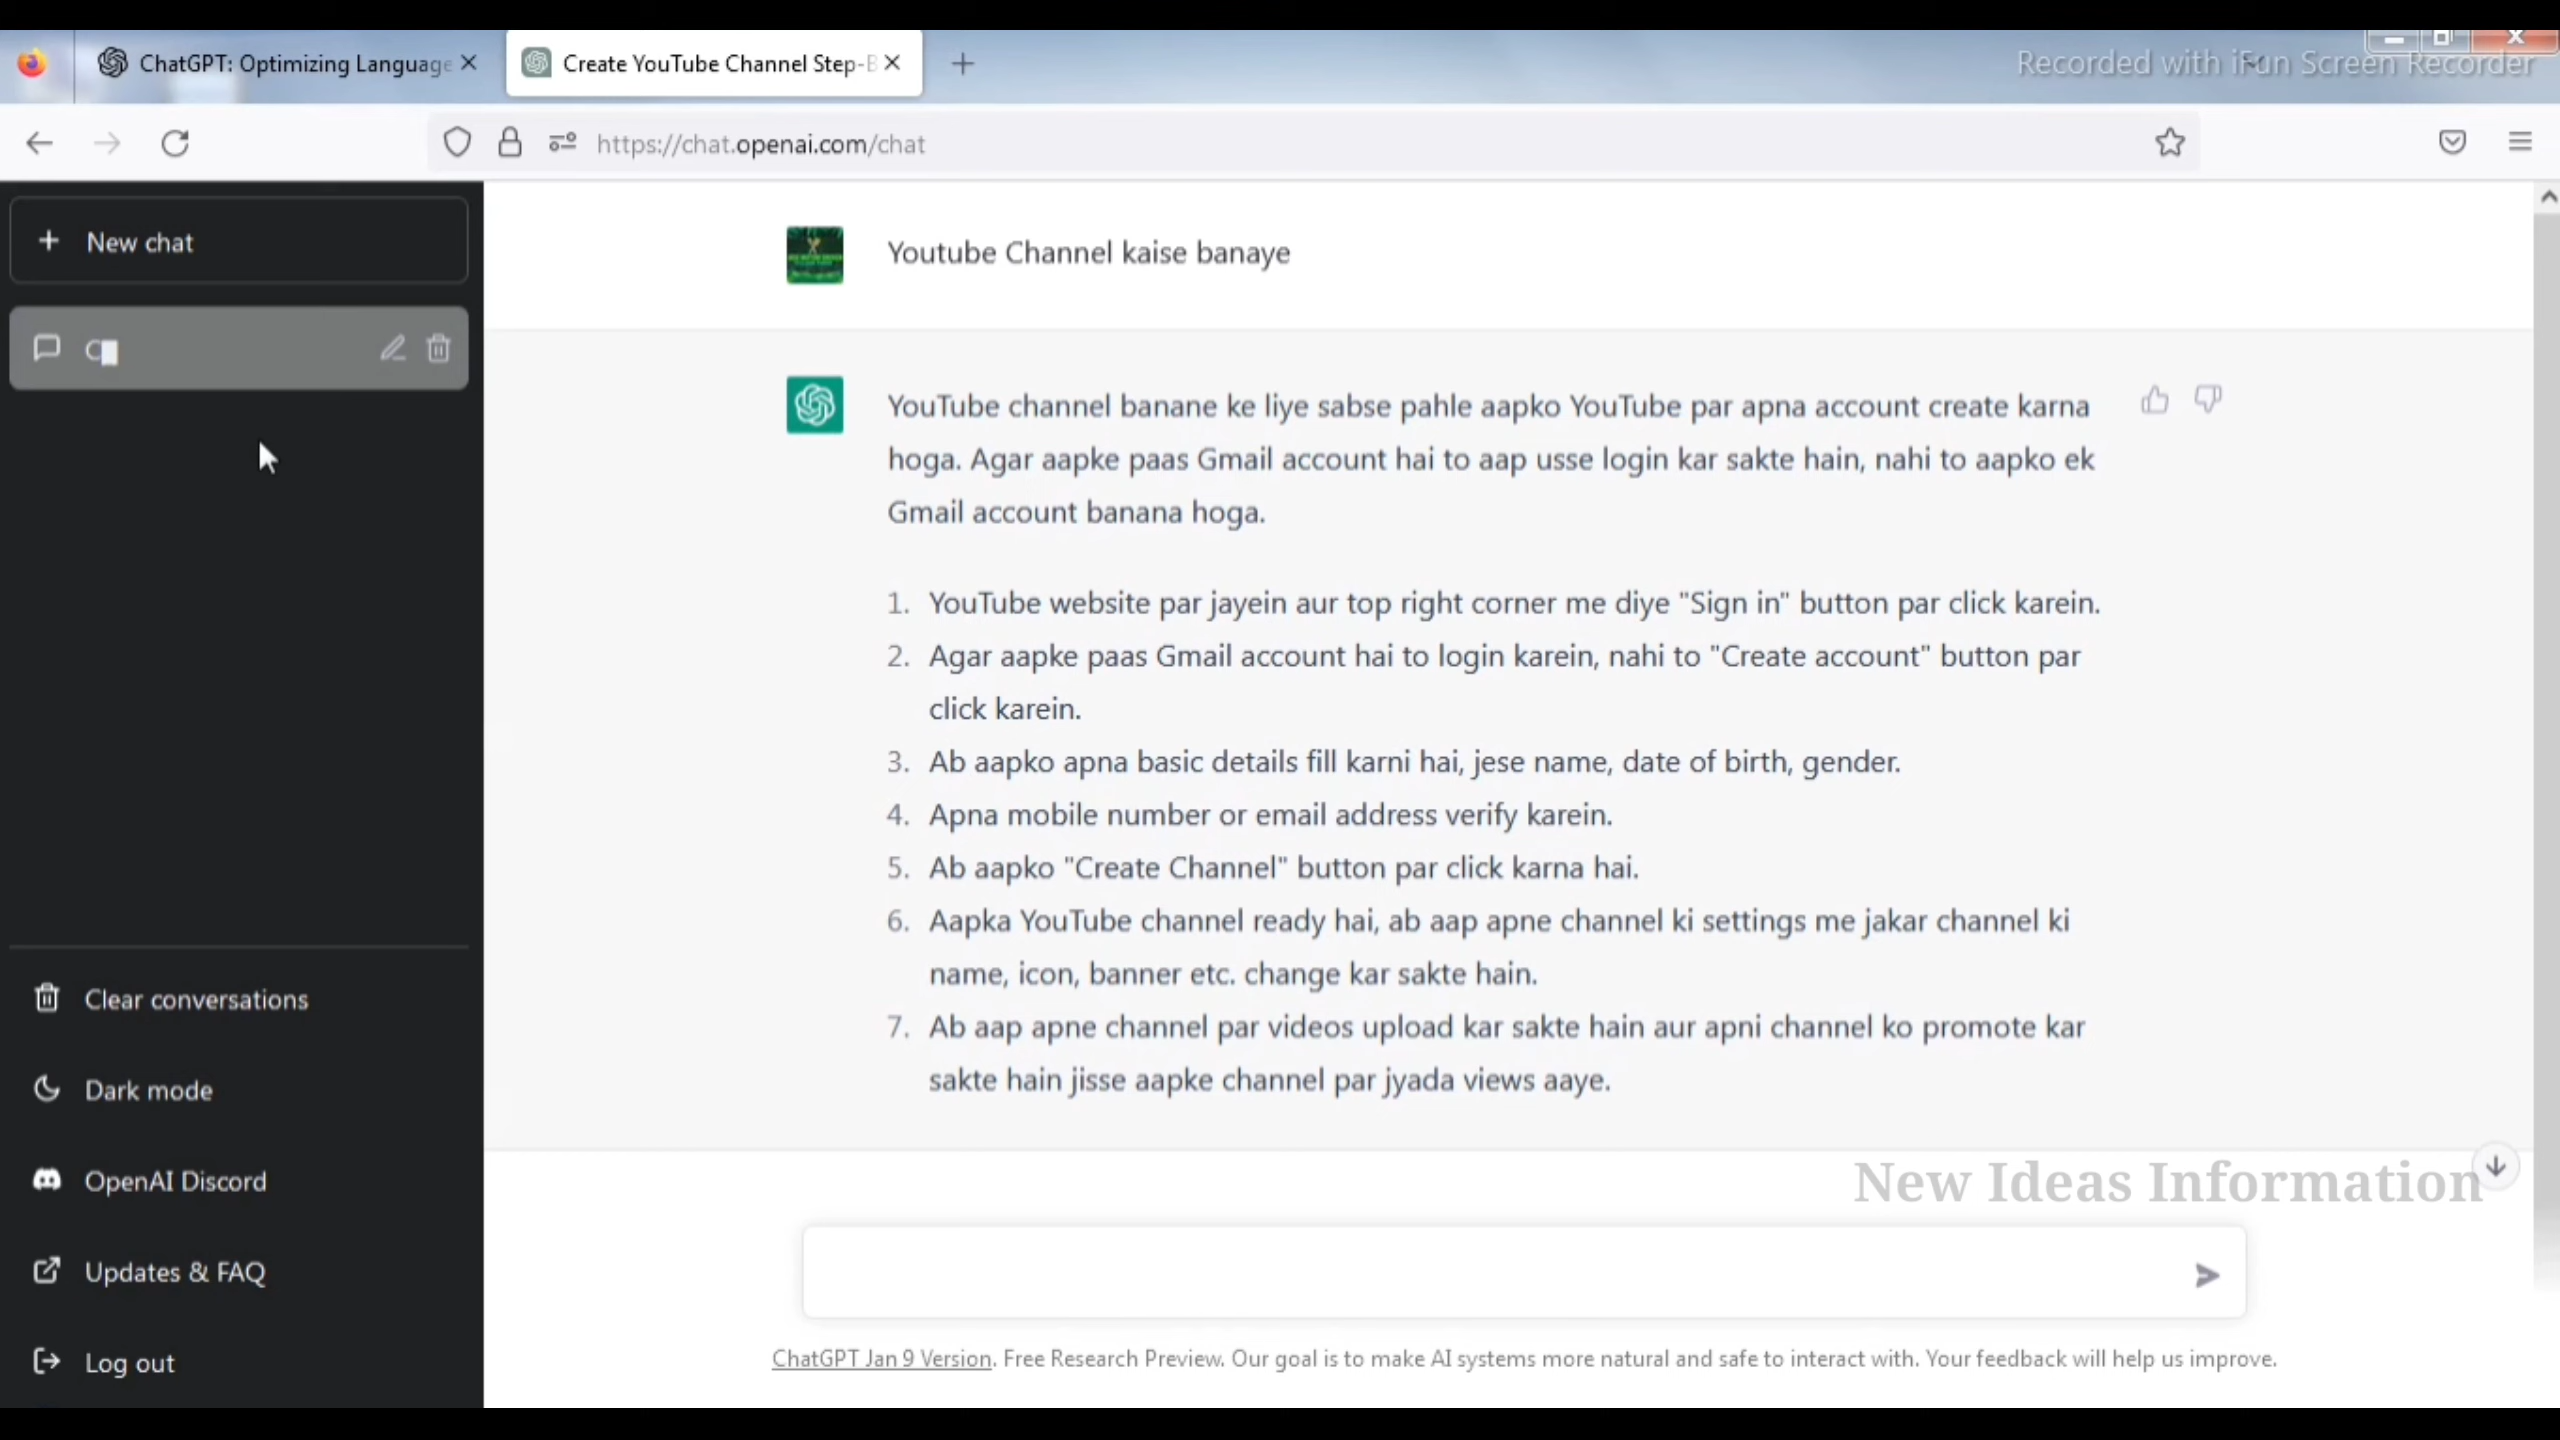 ChatGPT: Optimizing Language
Create YouTube Channel Step-B
Recorded with iFun Screen Recorder
https://chat.openai.com/chat
New chat
C
Youtube Channel kaise banaye
YouTube channel banane ke liye sabse pahle aapko YouTube par apna account create karna
hoga. Agar aapke paas Gmail account hai to aap usse login kar sakte hain, nahi to aapko ek
Gmail account banana hoga.
1. YouTube website par jayein aur top right corner me diye "Sign in" button par click karein.
2. Agar aapke paas Gmail account hai to login karein, nahi to "Create account" button par
click karein.
3. Ab aapko apna basic details fill karni hai, jese name, date of birth, gender.
4. Apna mobile number or email address verify karein.
5. Ab aapko "Create Channel" button par click karna hai.
6. Aapka YouTube channel ready hai, ab aap apne channel ki settings me jakar channel ki
name, icon, banner etc. change kar sakte hain.
7. Ab aap apne channel par videos upload kar sakte hain aur apni channel ko promote kar
sakte hain jisse aapke channel par jyada views aaye.
Clear conversations
Dark mode
OpenAI Discord
Updates & FAQ
Log out
New Ideas Information
ChatGPT Jan 9 Version. Free Research Preview. Our goal is to make AI systems more natural and safe to interact with. Your feedback will help us improve.